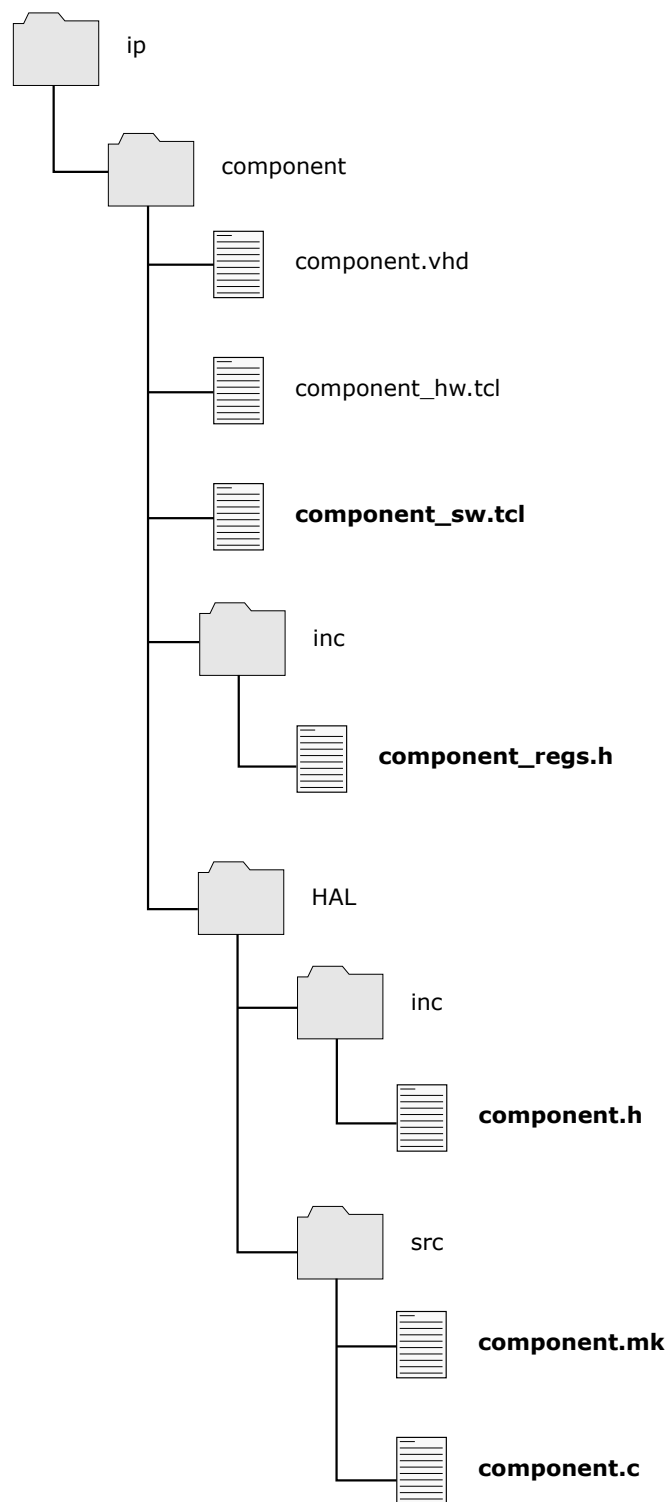 ip
component
component.vhd
component_hw.tcl
component_sw.tcl
inc
component_regs.h
HAL
inc
component.h
src
component.mk
component.c